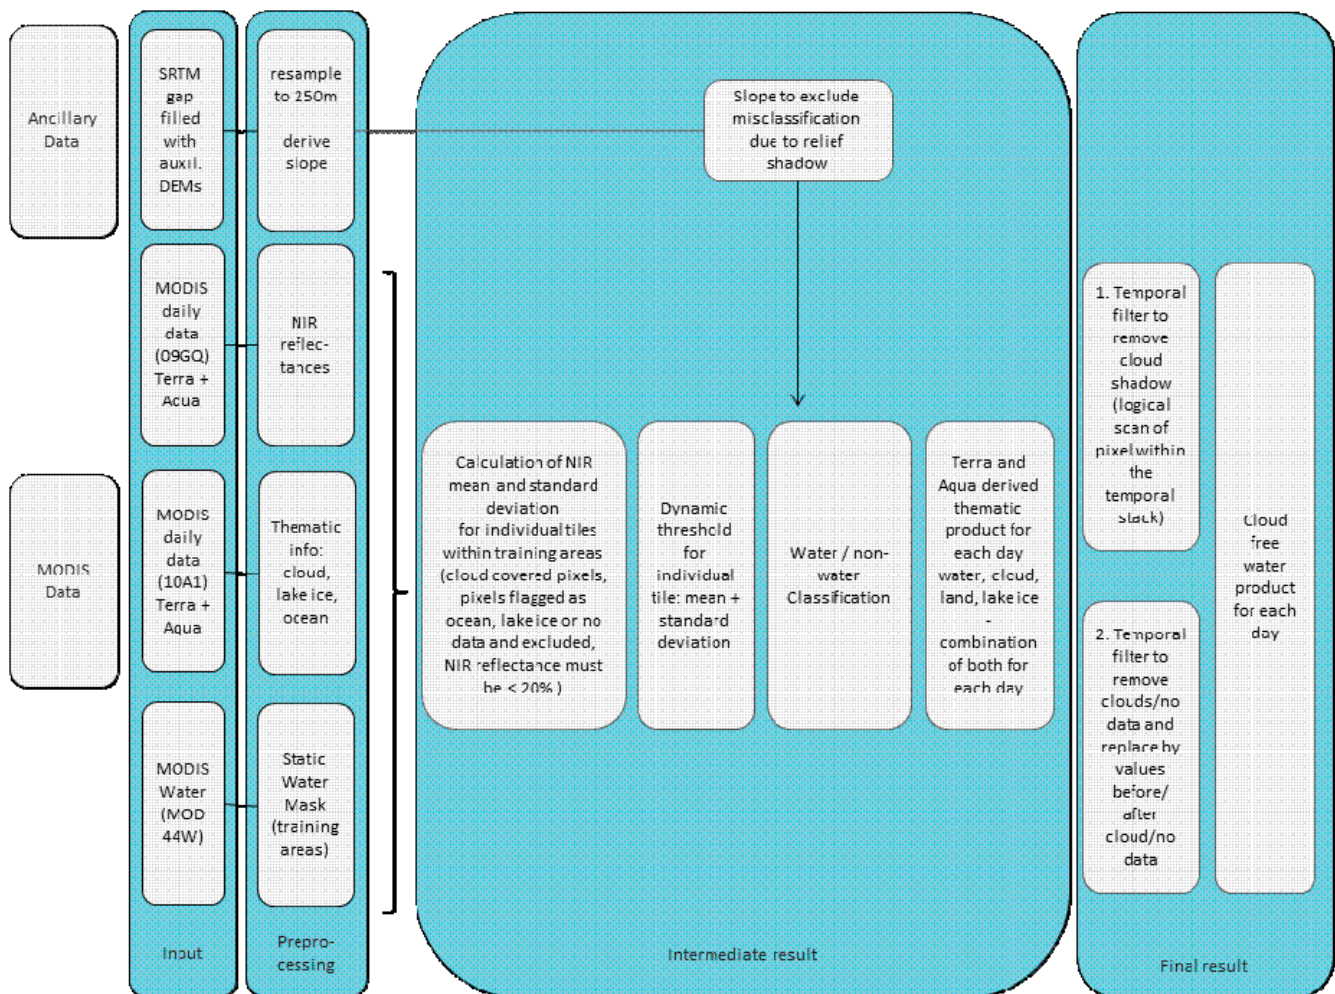 Ancillary
Data
SRTM
gap
filled
with
auxil.
DEMs
resample
to 250m
derive
slope
Slope to exclude
misclassification
due to relief
shadow
MODIS
Data
MODIS
daily
data
(09GQ)
Terra +
Aqua
NIR
reflec-
tances
MODIS
daily
data
(10A1)
Terra +
Aqua
Thematic
info:
cloud,
lake ice,
ocean
MODIS
Water
(MOD
44W)
Static
Water
Mask
(training
areas)
Calculation of NIR
mean and standard
deviation
for individual tiles
within training areas
(cloud covered pixels,
pixels flagged as
ocean, lake ice or no
data and excluded,
NIR reflectance must
be < 20% )
Dynamic
threshold
for
individual
tile: mean +
standard
deviation
Water / non-
water
Classification
Terra and
Aqua derived
thematic
product for
each day
water, cloud,
land, lake ice
-
combination
of both for
each day
1. Temporal
filter to
remove
cloud
shadow
(logical
scan of
pixel within
the
temporal
stack)
2. Temporal
filter to
remove
clouds/no
data and
replace by
values
before/
after
cloud/no
data
Cloud
free
water
product
for each
day
Input
Prepro-
cessing
Intermediate result
Final result